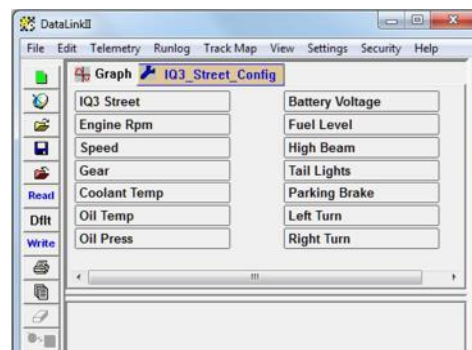 DataLinkII
File Edit Telemetry Runlog Track Map View Settings Security Help
Graph IQ3_Street_Config
IQ3 Street Battery Voltage
Engine Rpm Fuel Level
Speed High Beam
Gear Tail Lights
Coolant Temp Parking Brake
Oil Temp Left Turn
Oil Press Right Turn
Read
Dflt
Write